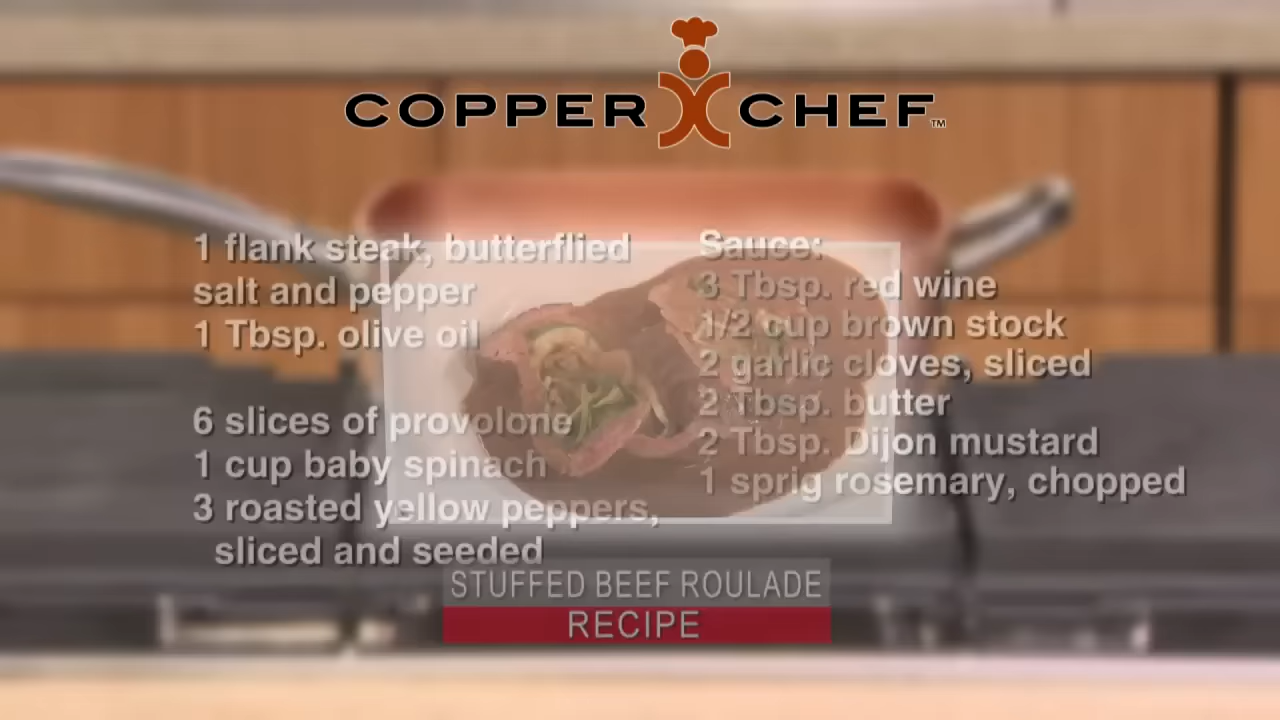 COPPER CHEF™
1 flank steak, butterflied
salt and pepper
1 Tbsp. olive oil
6 slices of provolone
1 cup baby spinach
3 roasted yellow peppers,
sliced and seeded
Sauce:
3 Tbsp. red wine
1/2 cup brown stock
2 garlic cloves, sliced
2 Tbsp. butter
2 Tbsp. Dijon mustard
1 sprig rosemary, chopped
STUFFED BEEF ROULADE
RECIPE